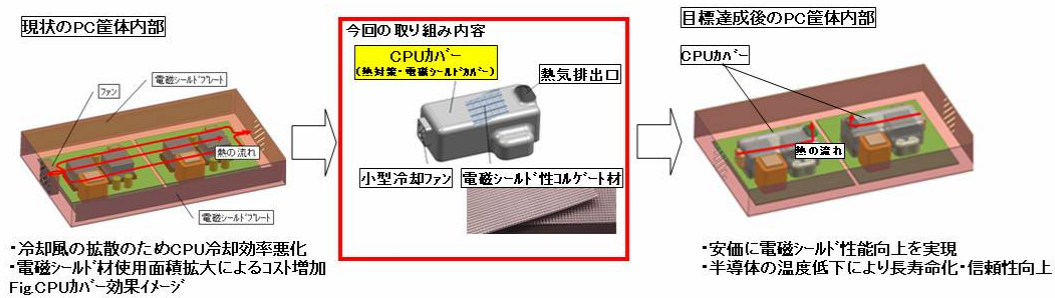 現状のPC筐体内部
電磁ｼｰﾙﾄﾞﾌﾟﾚｰﾄ
ﾌｧﾝ
熱の流れ
電磁ｼｰﾙﾄﾞﾌﾟﾚｰﾄ
・冷却風の拡散のためCPU冷却効率悪化
・電磁ｼｰﾙﾄﾞ材使用面積拡大によるｺｽﾄ増加
Fig.CPUｶﾊﾞｰ効果ｲﾒｰｼﾞ
今回の取り組み内容
CPUｶﾊﾞｰ
（熱対策・電磁ｼｰﾙﾄﾞｶﾊﾞｰ）
熱気排出口
小型冷却ﾌｧﾝ
電磁ｼｰﾙﾄﾞ性ｺﾙｹﾞｰﾄ材
目標達成後のPC筐体内部
CPUｶﾊﾞｰ
熱の流れ
・安価に電磁ｼｰﾙﾄﾞ性能向上を実現
・半導体の温度低下により長寿命化・信頼性向上